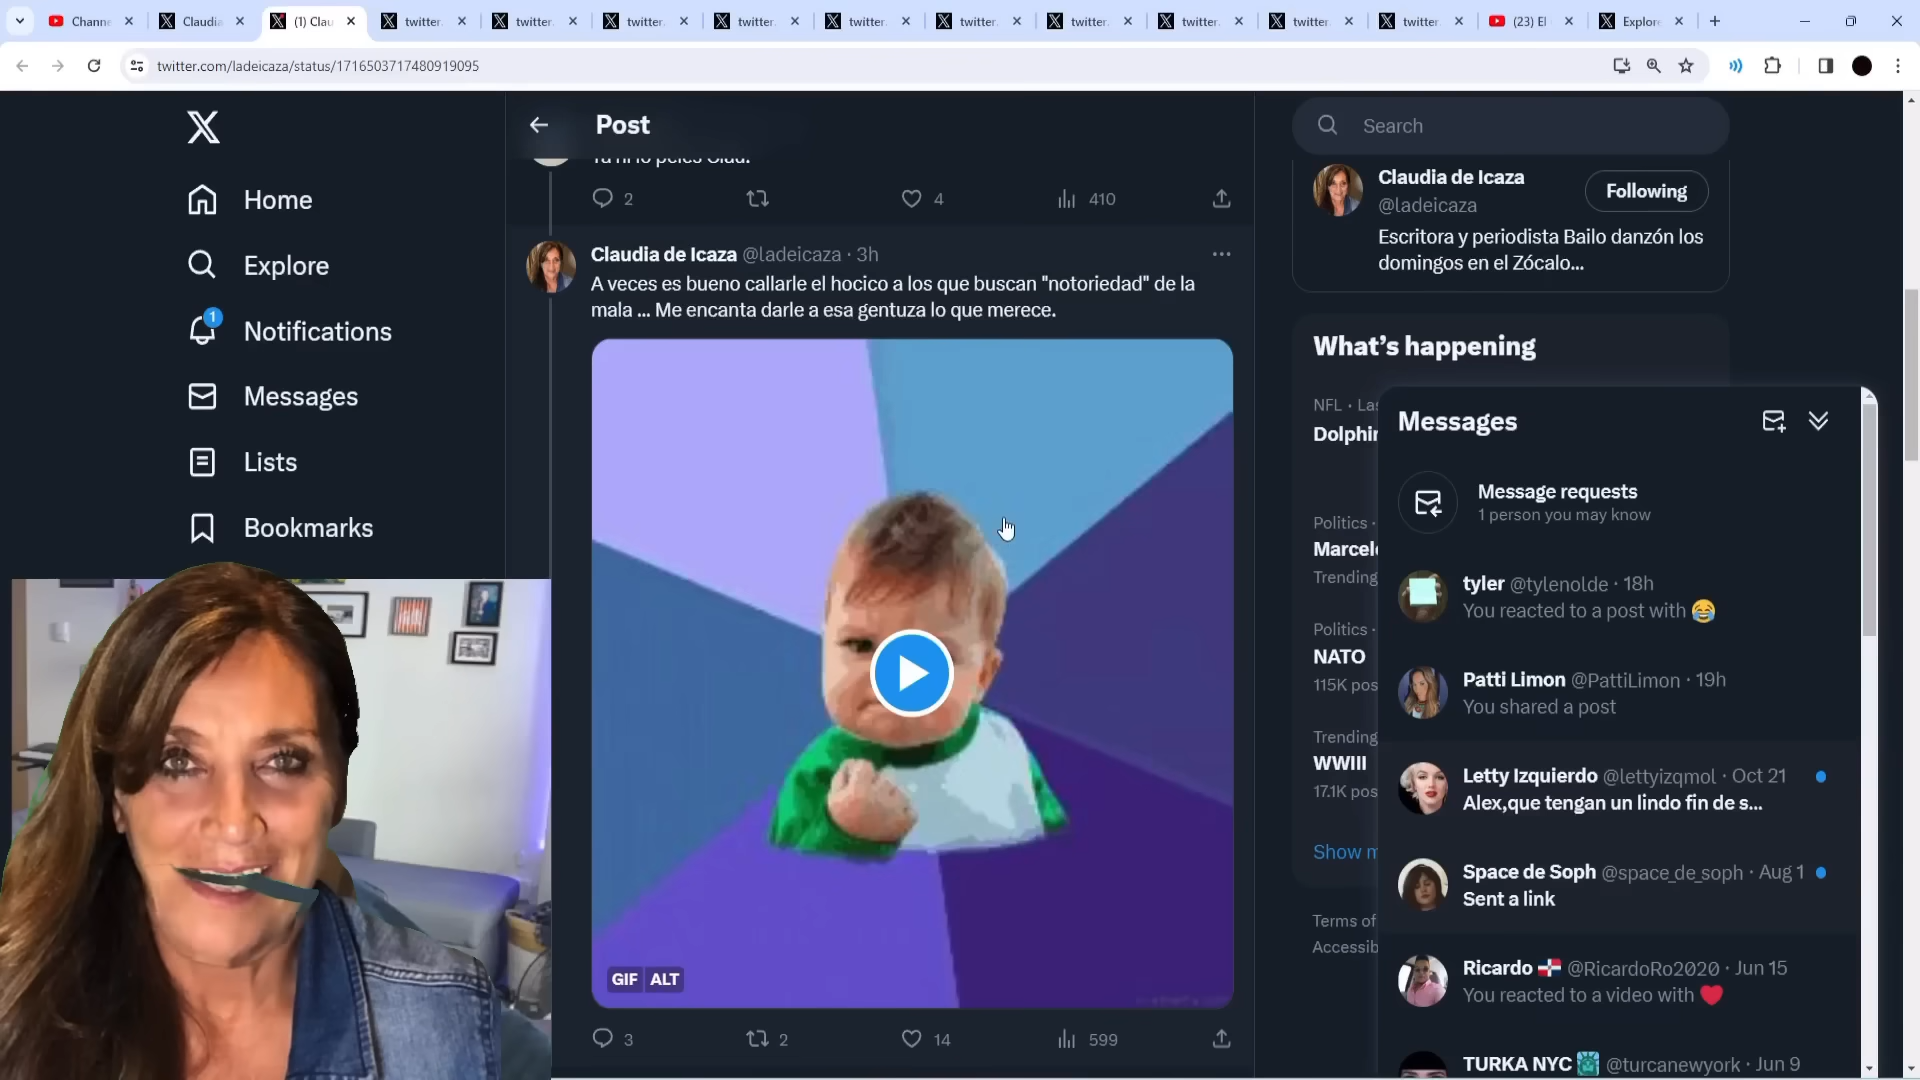 Channe
Claudia
(1) Clau
twitter.
twitter.
twitter.
twitter.
twitter.
twitter.
twitter.
twitter.
twitter.
twitter.
(23) El
Explore
twitter.com/ladeicaza/status/1716503717480919095
X
Home
Explore
1
Notifications
Messages
Lists
Bookmarks
Post
Ya ni lo peles Clau.
2
4
410
Claudia de Icaza @ladeicaza · 3h
A veces es bueno callarle el hocico a los que buscan "notoriedad" de la
mala ... Me encanta darle a esa gentuza lo que merece.
GIF ALT
3
2
14
599
Search
Claudia de Icaza
@ladeicaza
Following
Escritora y periodista Bailo danzón los
domingos en el Zócalo...
What's happening
NFL · Las
Dolphin
Politics ·
Marcelo
Trending
Politics ·
NATO
115K pos
Trending
WWIII
17.1K pos
Show m
Terms of
Accessib
Messages
Message requests
1 person you may know
tyler @tylenolde · 18h
You reacted to a post with 😂
Patti Limon @PattiLimon · 19h
You shared a post
Letty Izquierdo @lettyizqmol · Oct 21
Alex,que tengan un lindo fin de s...
Space de Soph @space_de_soph · Aug 1
Sent a link
Ricardo 🇩🇴 @RicardoRo2020 · Jun 15
You reacted to a video with ❤️
TURKA NYC 🗽 @turcanewyork · Jun 9